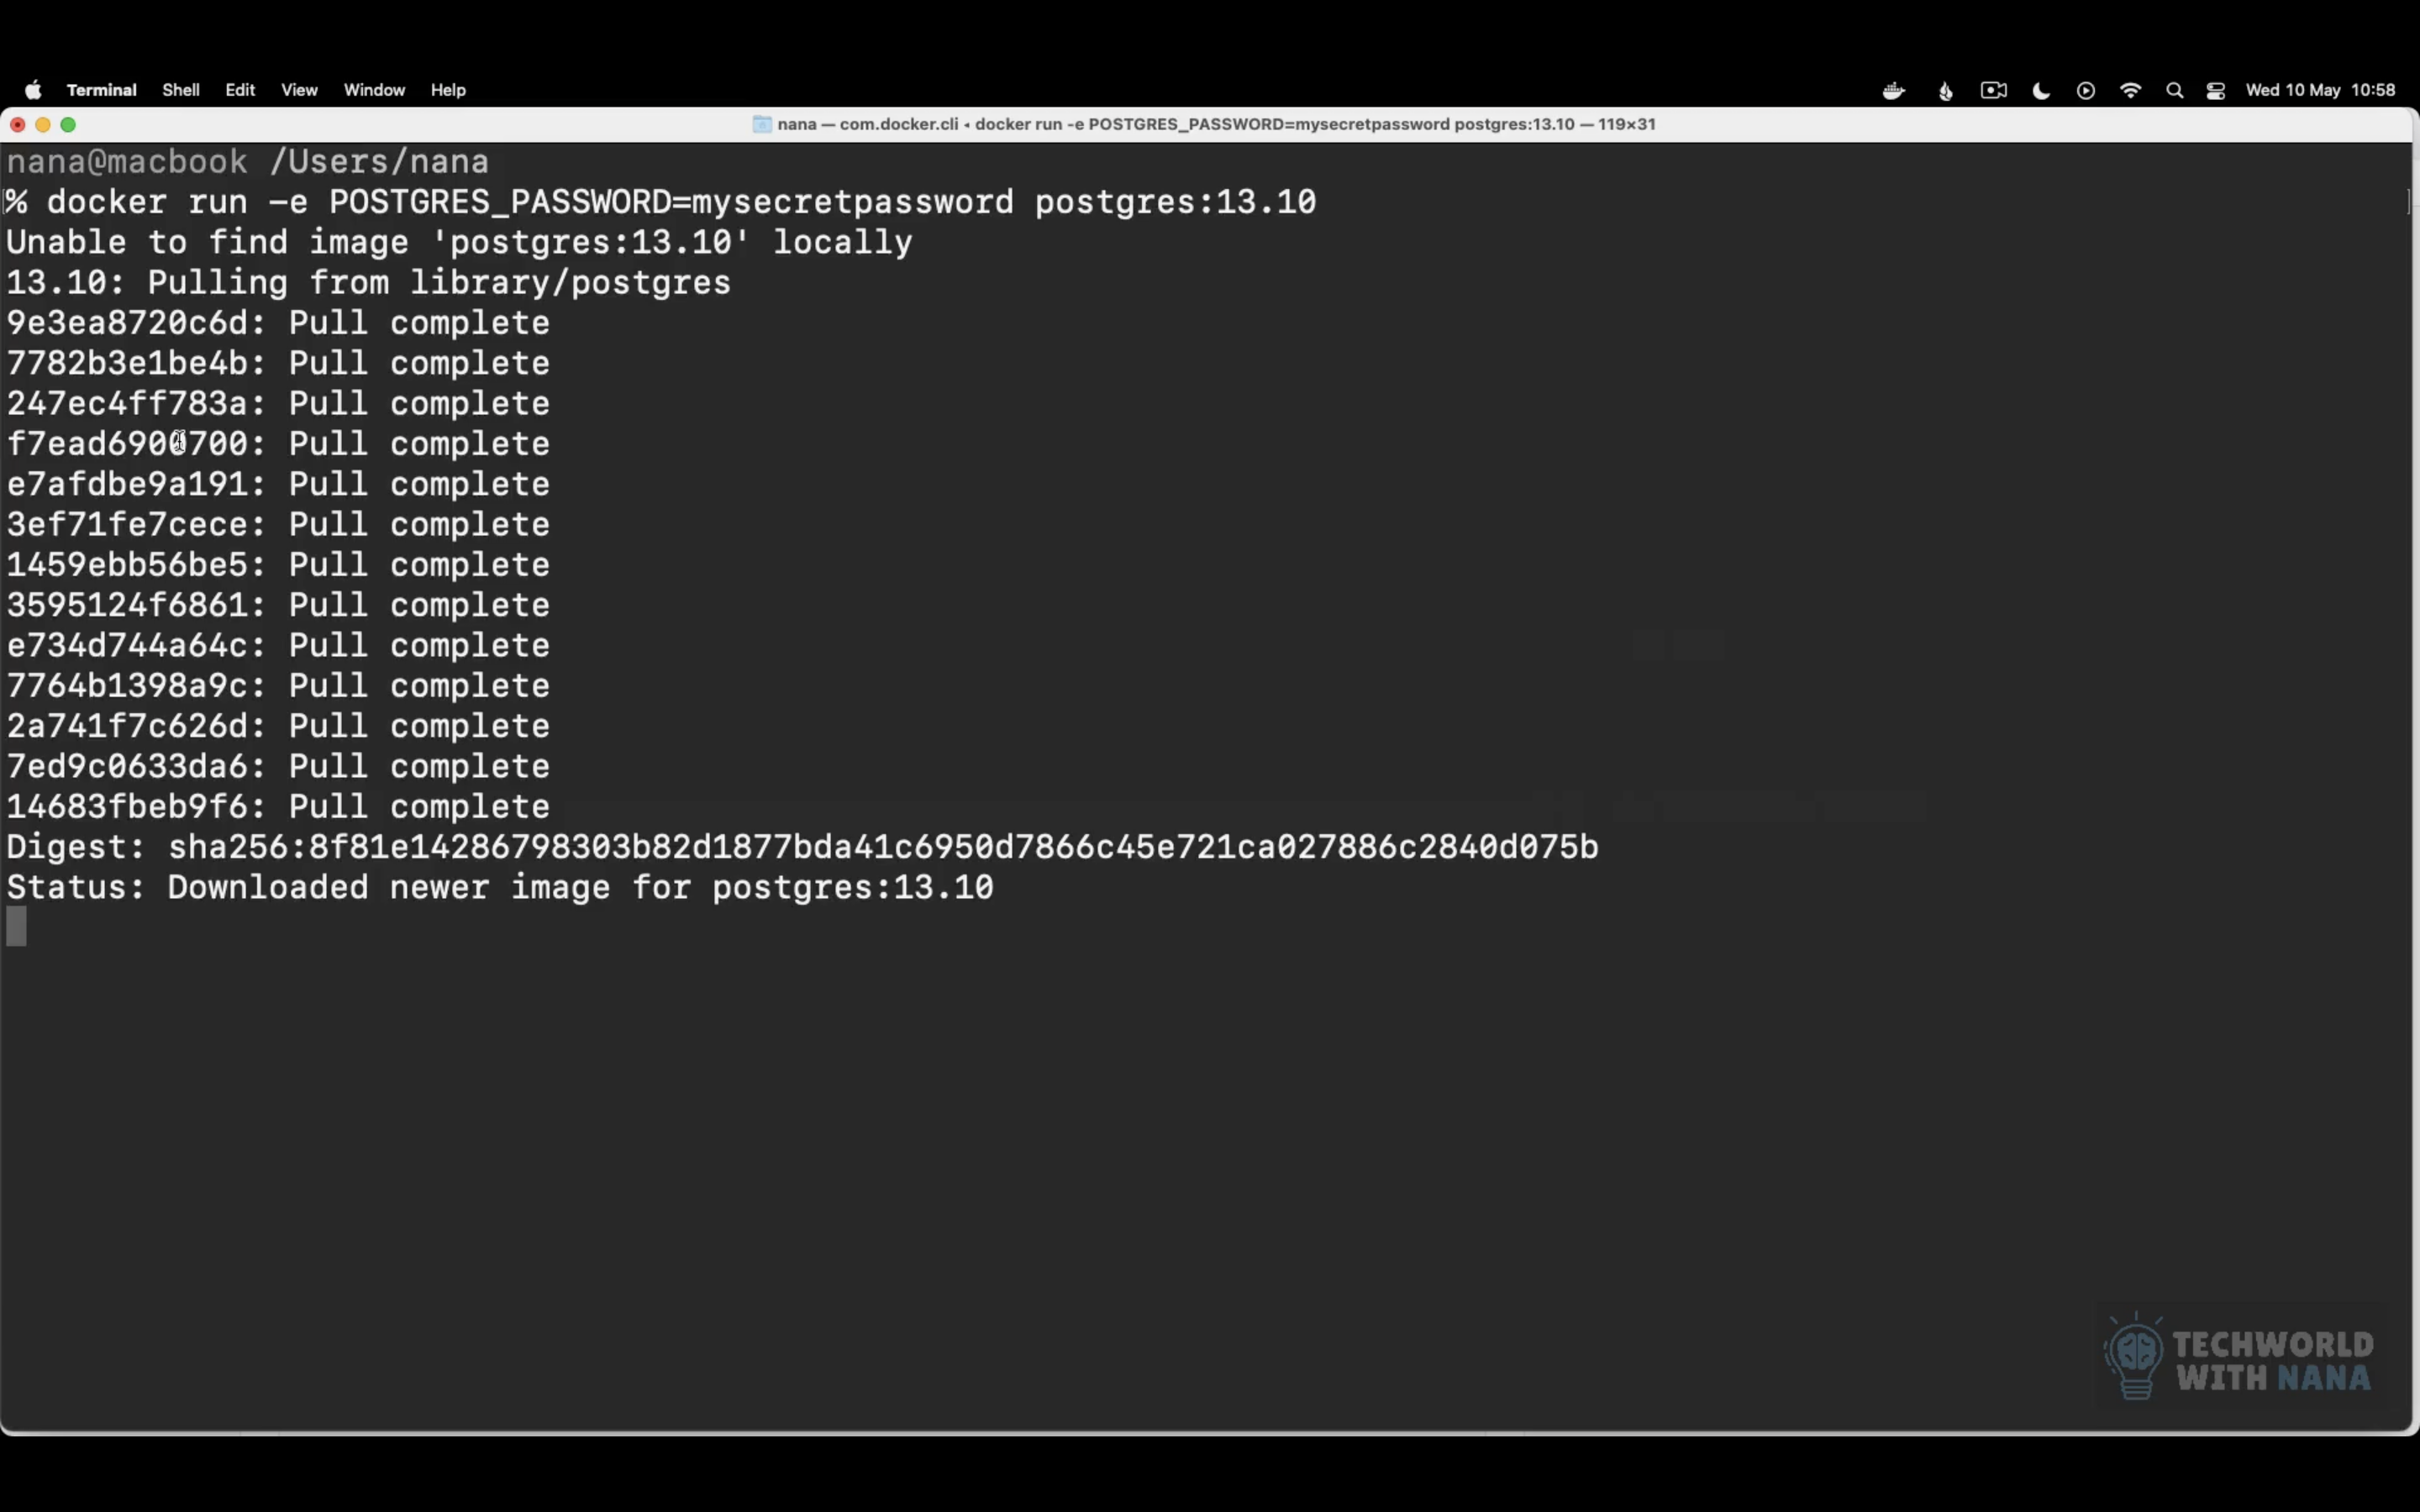 Terminal Shell Edit View Window Help Wed 10 May 10:58
nana — com.docker.cli ◂ docker run -e POSTGRES_PASSWORD=mysecretpassword postgres:13.10 — 119×31
nana@macbook /Users/nana
% docker run -e POSTGRES_PASSWORD=mysecretpassword postgres:13.10
Unable to find image 'postgres:13.10' locally
13.10: Pulling from library/postgres
9e3ea8720c6d: Pull complete
7782b3e1be4b: Pull complete
247ec4ff783a: Pull complete
f7ead6900700: Pull complete
e7afdbe9a191: Pull complete
3ef71fe7cece: Pull complete
1459ebb56be5: Pull complete
3595124f6861: Pull complete
e734d744a64c: Pull complete
7764b1398a9c: Pull complete
2a741f7c626d: Pull complete
7ed9c0633da6: Pull complete
14683fbeb9f6: Pull complete
Digest: sha256:8f81e14286798303b82d1877bda41c6950d7866c45e721ca027886c2840d075b
Status: Downloaded newer image for postgres:13.10
TECHWORLD
WITH NANA